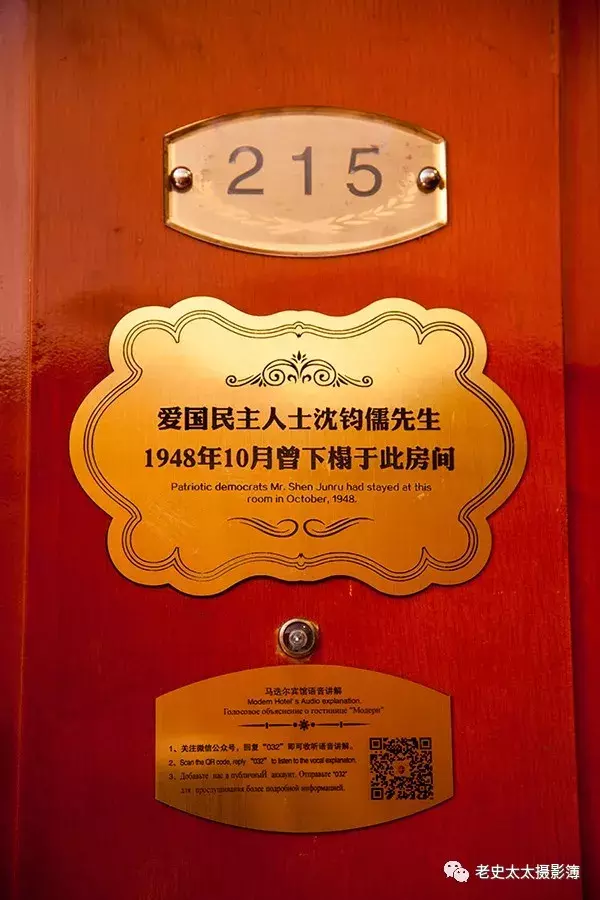 215
爱国民主人士沈钧儒先生
1948年10月曾下榻于此房间
Patriotic democrats Mr. Shen Junru had stayed at this
room in October, 1948.
马迭尔宾馆语音讲解
Modern Hotel's Audio explanation.
Голосовое объяснение о гостинице "Модерн"
1、关注微信公众号，回复“032”即可收听语音讲解。
2、Scan the QR code, reply “032” to listen to the vocal explanation.
3、Добавьте нас в публичный аккаунт. Отправьте “032”
для прослушивания более подробной информацией.
老史太太摄影簿